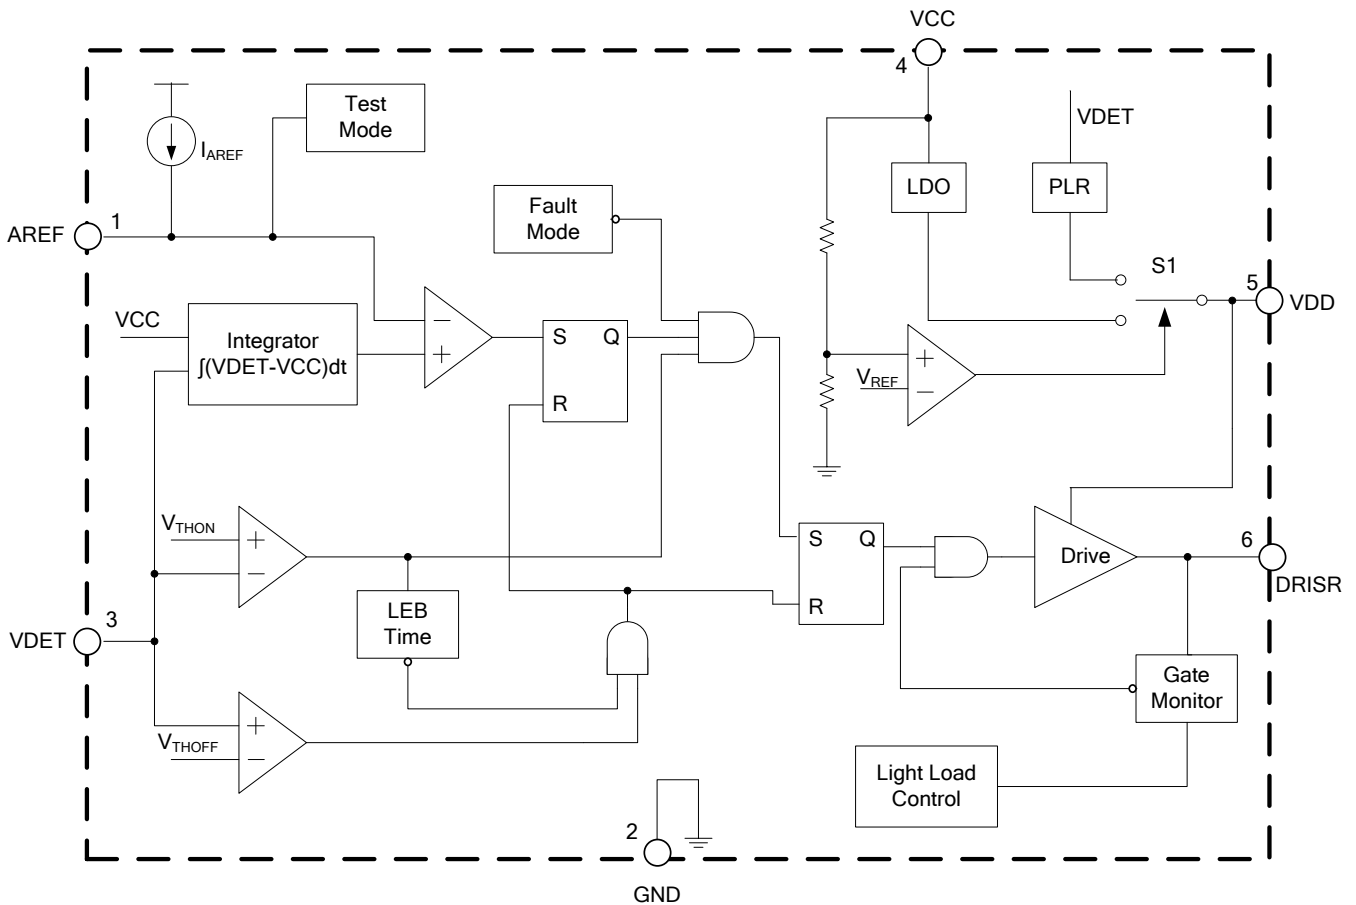 VCC
4
Test
Mode
VDET
I_AREF
LDO
PLR
1
AREF
Fault
Mode
S1
5
VDD
VCC
Integrator
∫(VDET-VCC)dt
−
+
S
Q
R
+
V_REF
−
V_THON
+
−
S
Q
R
Drive
6
DRISR
LEB
Time
3
VDET
Gate
Monitor
+
V_THOFF
−
Light Load
Control
2
GND